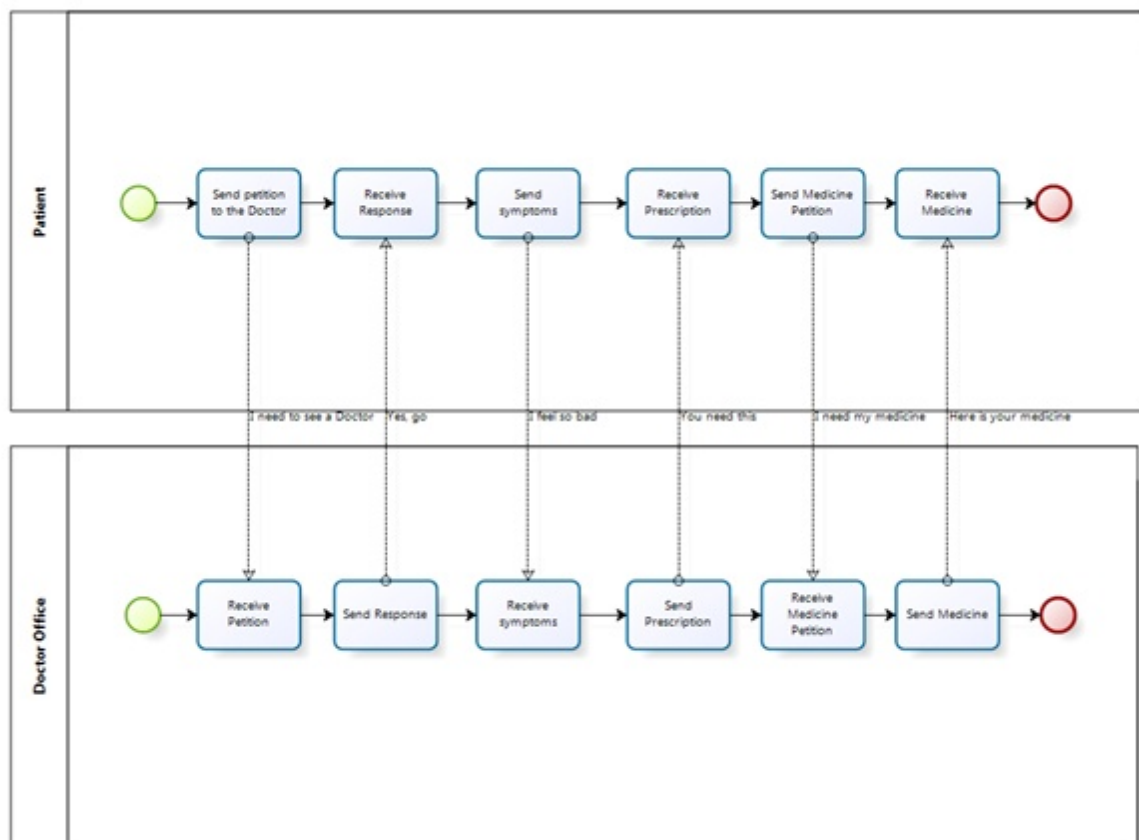 Patient
Send petition
to the Doctor
Receive
Response
Send
symptoms
Receive
Prescription
Send Medicine
Petition
Receive
Medicine
I need to see a Doctor
Yes, go
I feel so bad
You need this
I need my medicine
Here is your medicine
Doctor Office
Receive
Petition
Send Response
Receive
symptoms
Send
Prescription
Receive
Medicine
Petition
Send Medicine